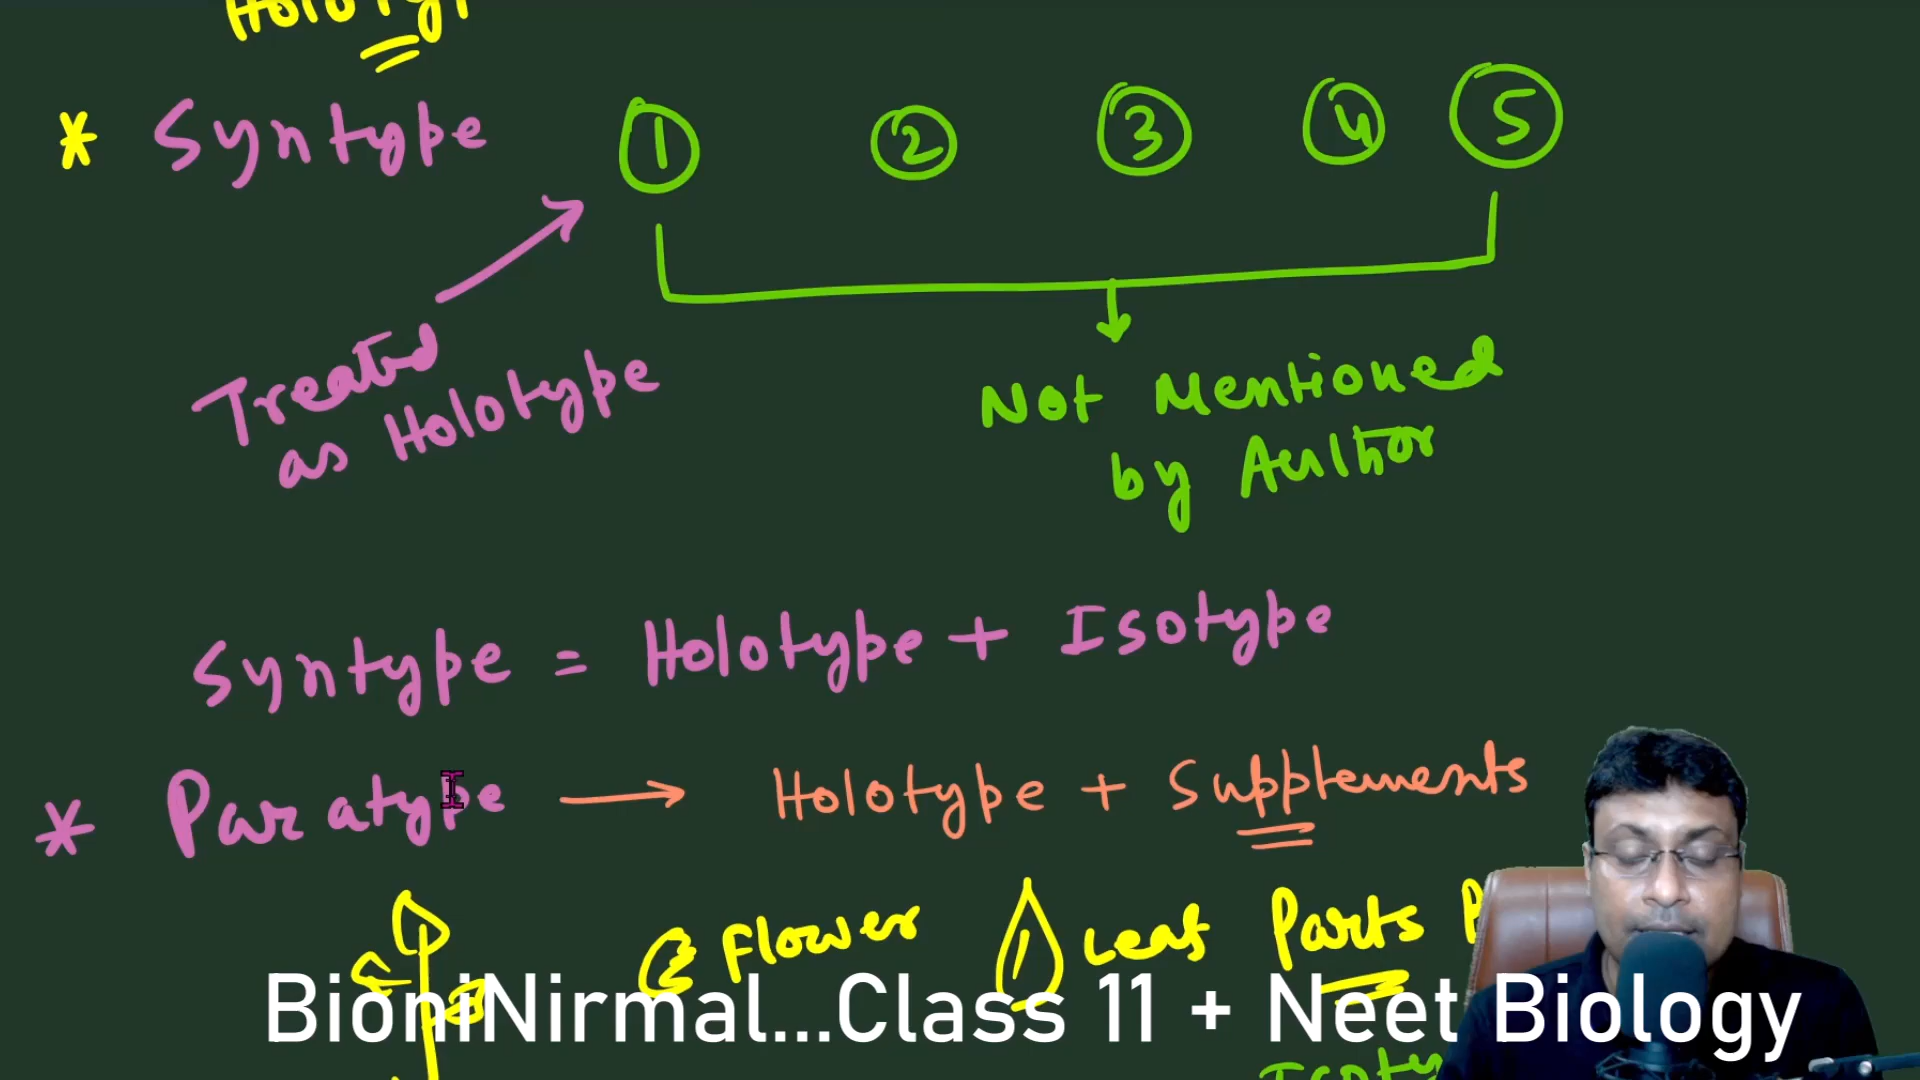 * Syntype 1 2 3 4 5
Treated
as Holotype
Not Mentioned
by Author
Syntype = Holotype + Isotype
* Paratype → Holotype + Supplements
Flower Leaf Parts
BioniNirmal...Class 11 + Neet Biology